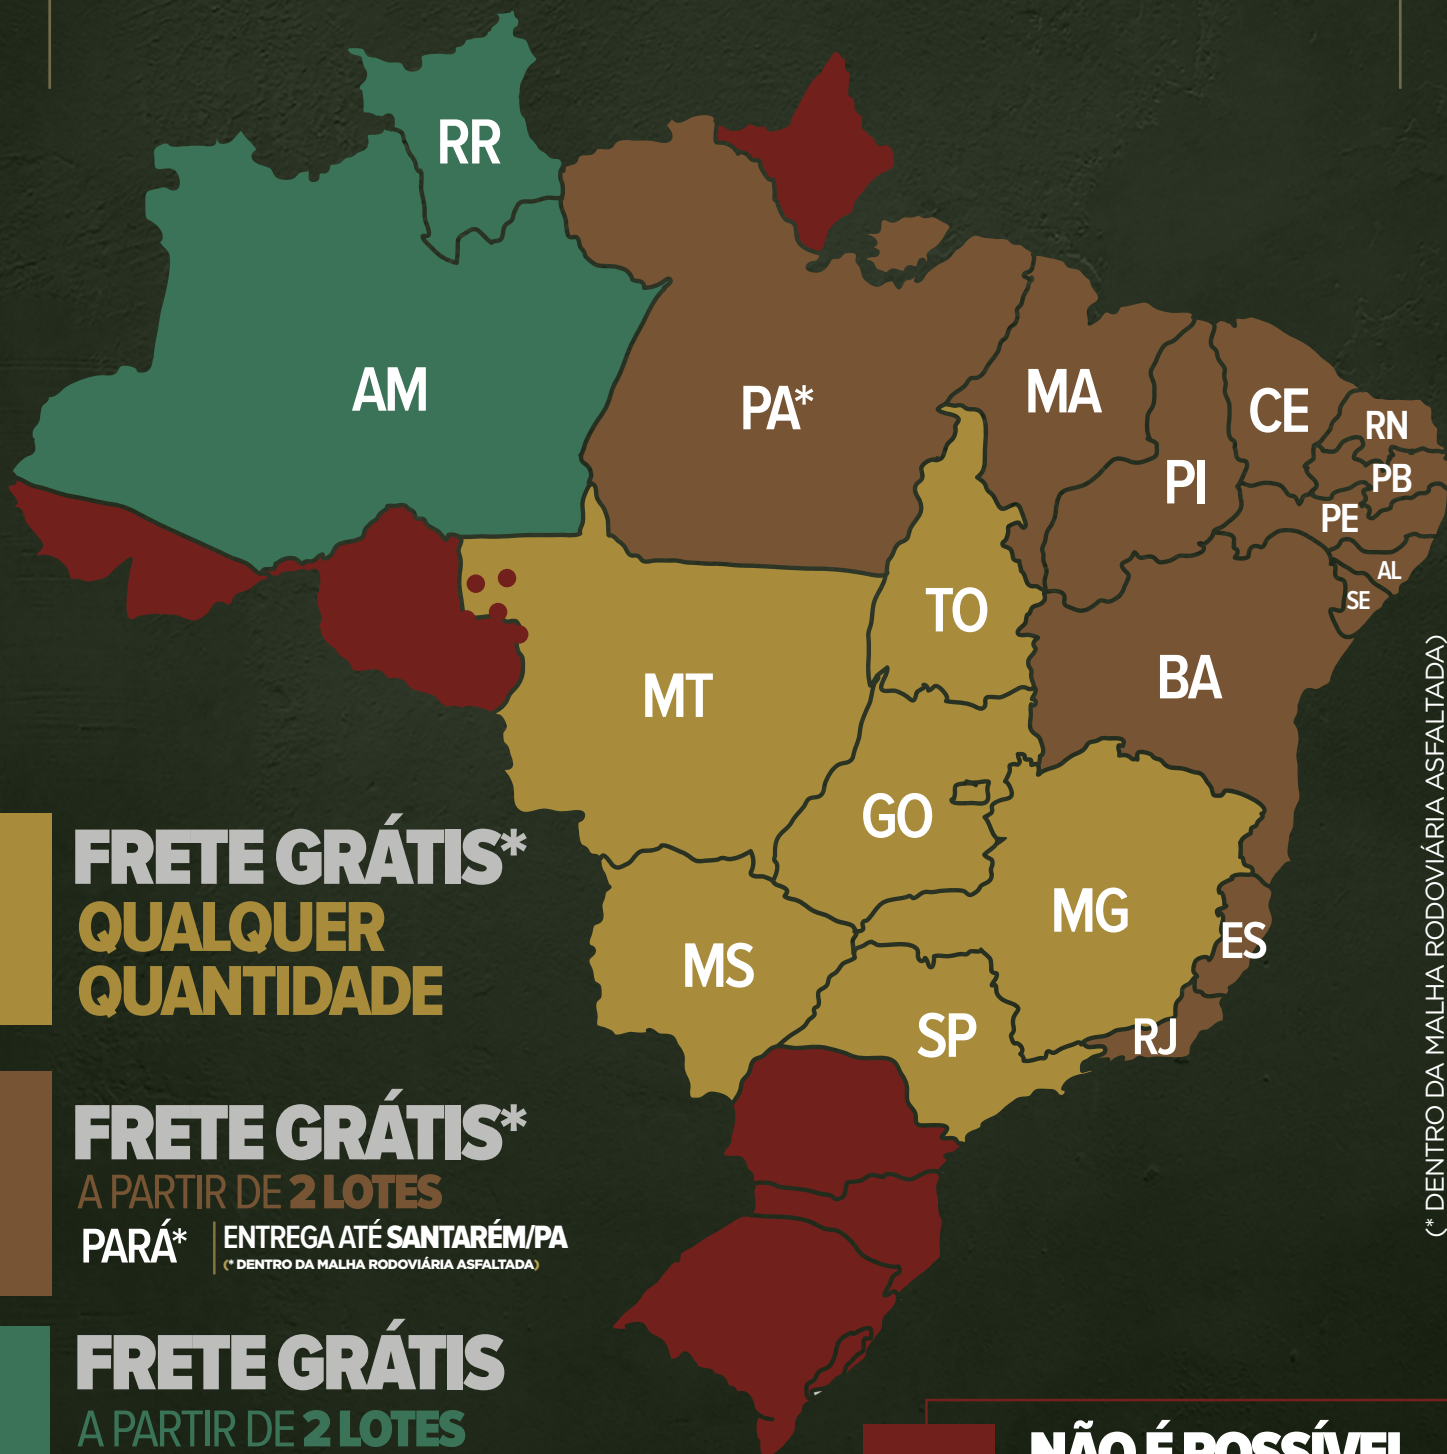 RR
AM
PA*
MA
CE
RN
PI
PB
PE
AL
SE
TO
BA
MT
GO
MG
ES
MS
SP
RJ
FRETE GRÁTIS*
QUALQUER
QUANTIDADE
FRETE GRÁTIS*
A PARTIR DE 2 LOTES
PARÁ* ENTREGA ATÉ SANTARÉM/PA
(* DENTRO DA MALHA RODOVIÁRIA ASFALTADA)
FRETE GRÁTIS
A PARTIR DE 2 LOTES
(* DENTRO DA MALHA RODOVIÁRIA ASFALTADA)
NÃO É POSSÍVEL